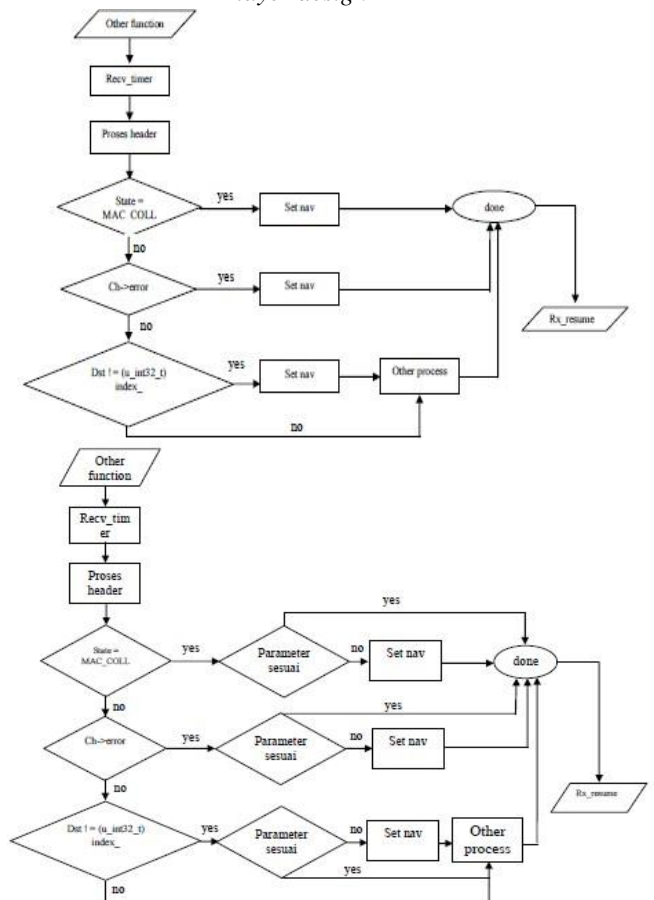 Other function
Recv_timer
Proses header
State =
MAC COLL
yes
Set nav
done
no
Ch->error
yes
Set nav
Rx_resume
no
Dst ! = (u_int32_t)
index_
yes
Set nav
Other process
no
Other
function
Recv_tim
er
Proses
header
yes
State =
MAC_COLL
yes
Parameter
sesuai
no
Set nav
done
no
yes
Ch->error
yes
Parameter
sesuai
no
Set nav
Rx_resume
no
Dst ! = (u_int32_t)
index_
yes
Parameter
sesuai
no
Set nav
Other
process
yes
no